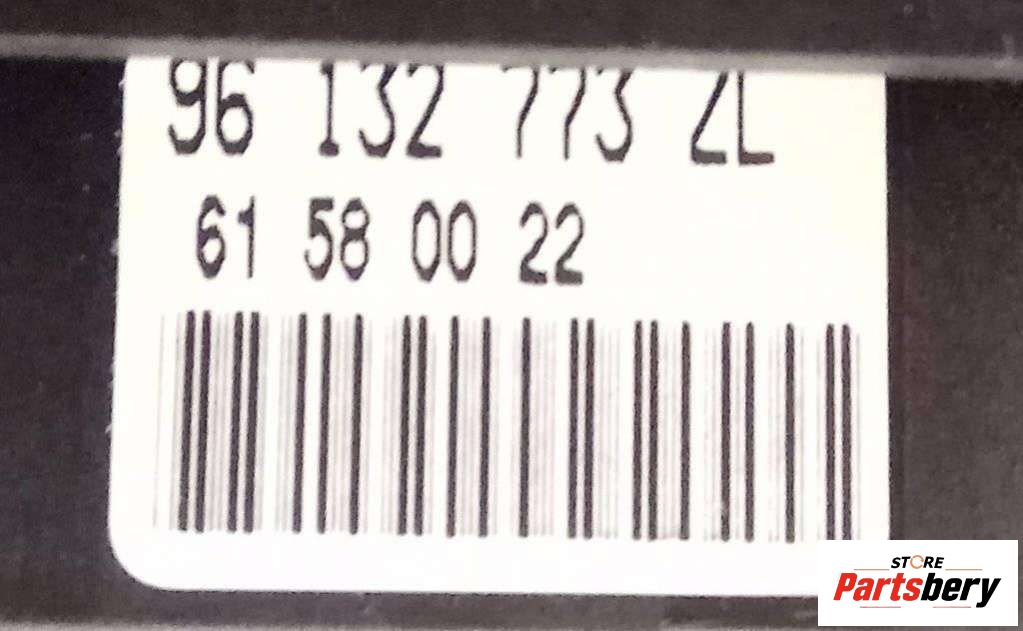 96 132 773 ZL
61 58 00 22
STORE
Partsbery